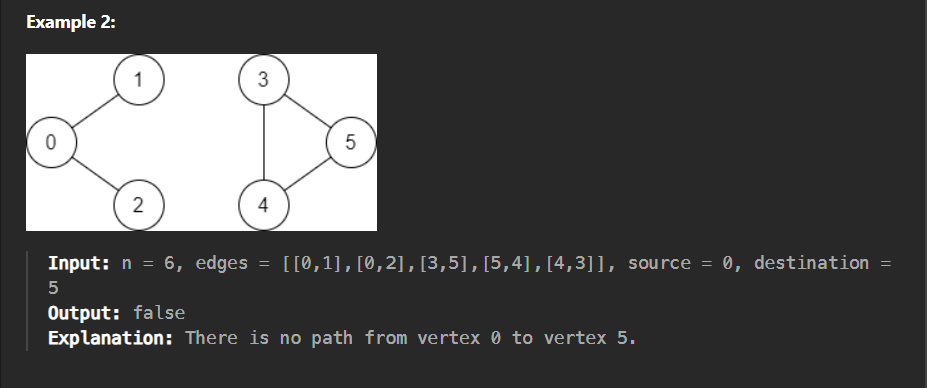 Example 2:
1
3
0
5
2
4
Input: n = 6, edges = [[0,1],[0,2],[3,5],[5,4],[4,3]], source = 0, destination =
5
Output: false
Explanation: There is no path from vertex 0 to vertex 5.